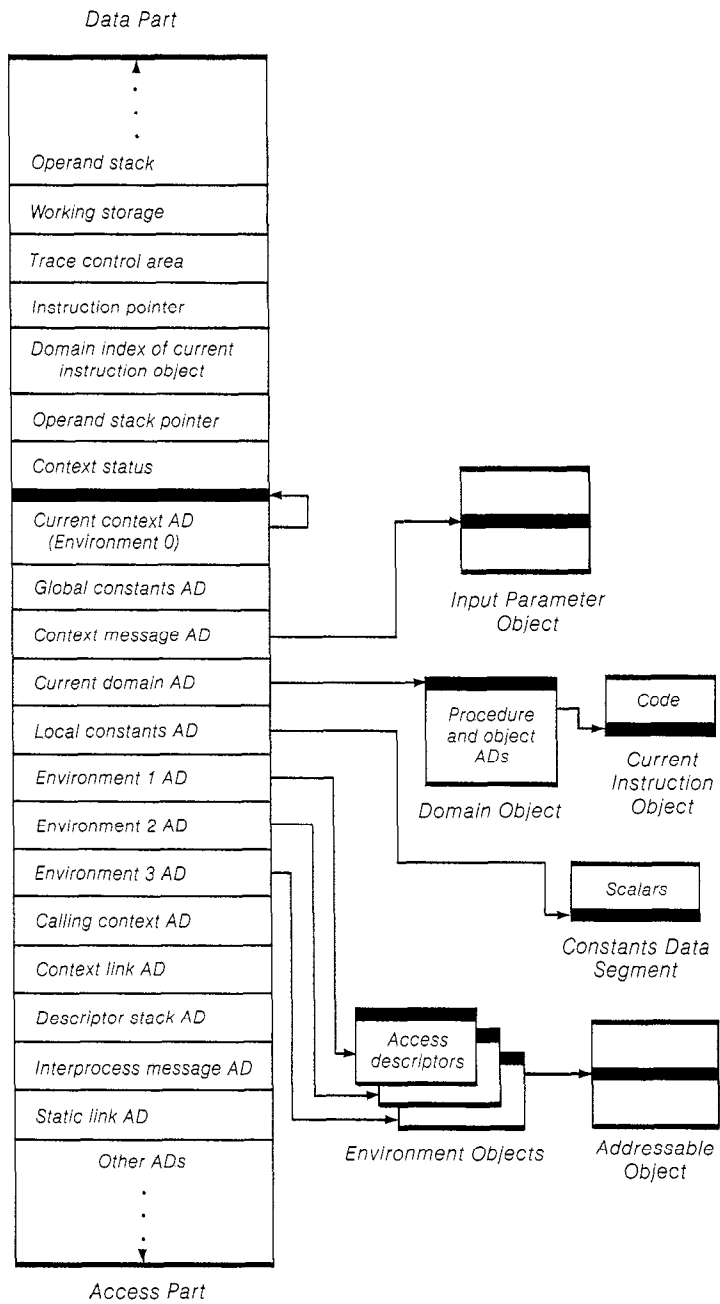 Data Part
Operand stack
Working storage
Trace control area
Instruction pointer
Domain index of current
instruction object
Operand stack pointer
Context status
Current context AD
(Environment 0)
Global constants AD
Context message AD
Current domain AD
Local constants AD
Environment 1 AD
Environment 2 AD
Environment 3 AD
Calling context AD
Context link AD
Descriptor stack AD
Interprocess message AD
Static link AD
Other ADs
Access Part
Input Parameter
Object
Procedure
and object
ADs
Domain Object
Code
Current
Instruction
Object
Scalars
Constants Data
Segment
Access
descriptors
Environment Objects
Addressable
Object